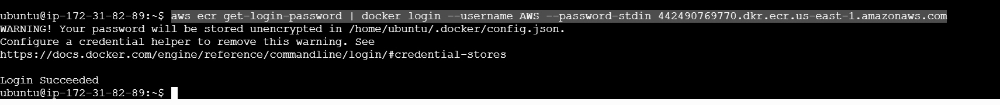 ubuntu@ip-172-31-82-89:~$ aws ecr get-login-password | docker login --username AWS --password-stdin 442490769770.dkr.ecr.us-east-1.amazonaws.com
WARNING! Your password will be stored unencrypted in /home/ubuntu/.docker/config.json.
Configure a credential helper to remove this warning. See
https://docs.docker.com/engine/reference/commandline/login/#credential-stores
Login Succeeded
ubuntu@ip-172-31-82-89:~$